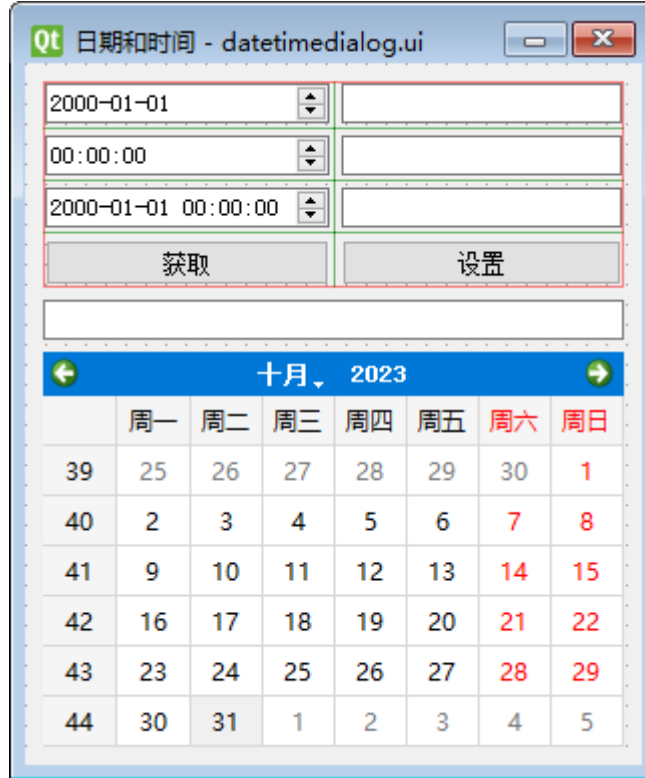 Qt 日期和时间 - datetimedialog.ui
2000-01-01
00:00:00
2000-01-01 00:00:00
获取 设置
十月 2023
周一 周二 周三 周四 周五 周六 周日
39 25 26 27 28 29 30 1
40 2 3 4 5 6 7 8
41 9 10 11 12 13 14 15
42 16 17 18 19 20 21 22
43 23 24 25 26 27 28 29
44 30 31 1 2 3 4 5